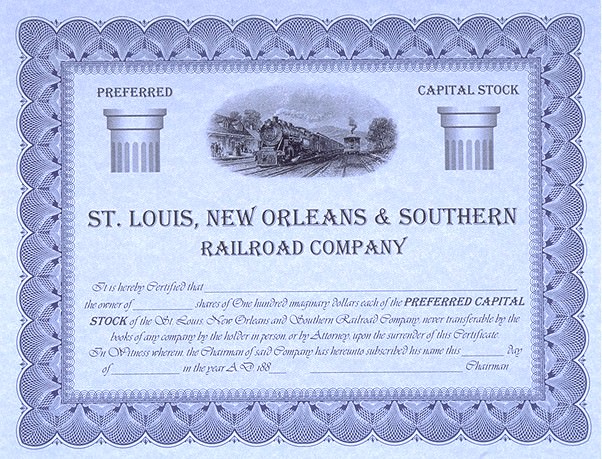 PREFERRED
CAPITAL STOCK
ST. LOUIS, NEW ORLEANS & SOUTHERN
RAILROAD COMPANY
It is hereby Certified that
the owner of shares of One hundred imaginary dollars each of the PREFERRED CAPITAL
STOCK of the St. Louis, New Orleans and Southern Railroad Company, never transferable by the
books of any company by the holder in person, or by Attorney, upon the surrender of this Certificate.
In Witness wherein, the Chairman of said Company has hereunto subscribed his name this day
of in the year A.D 188 Chairman